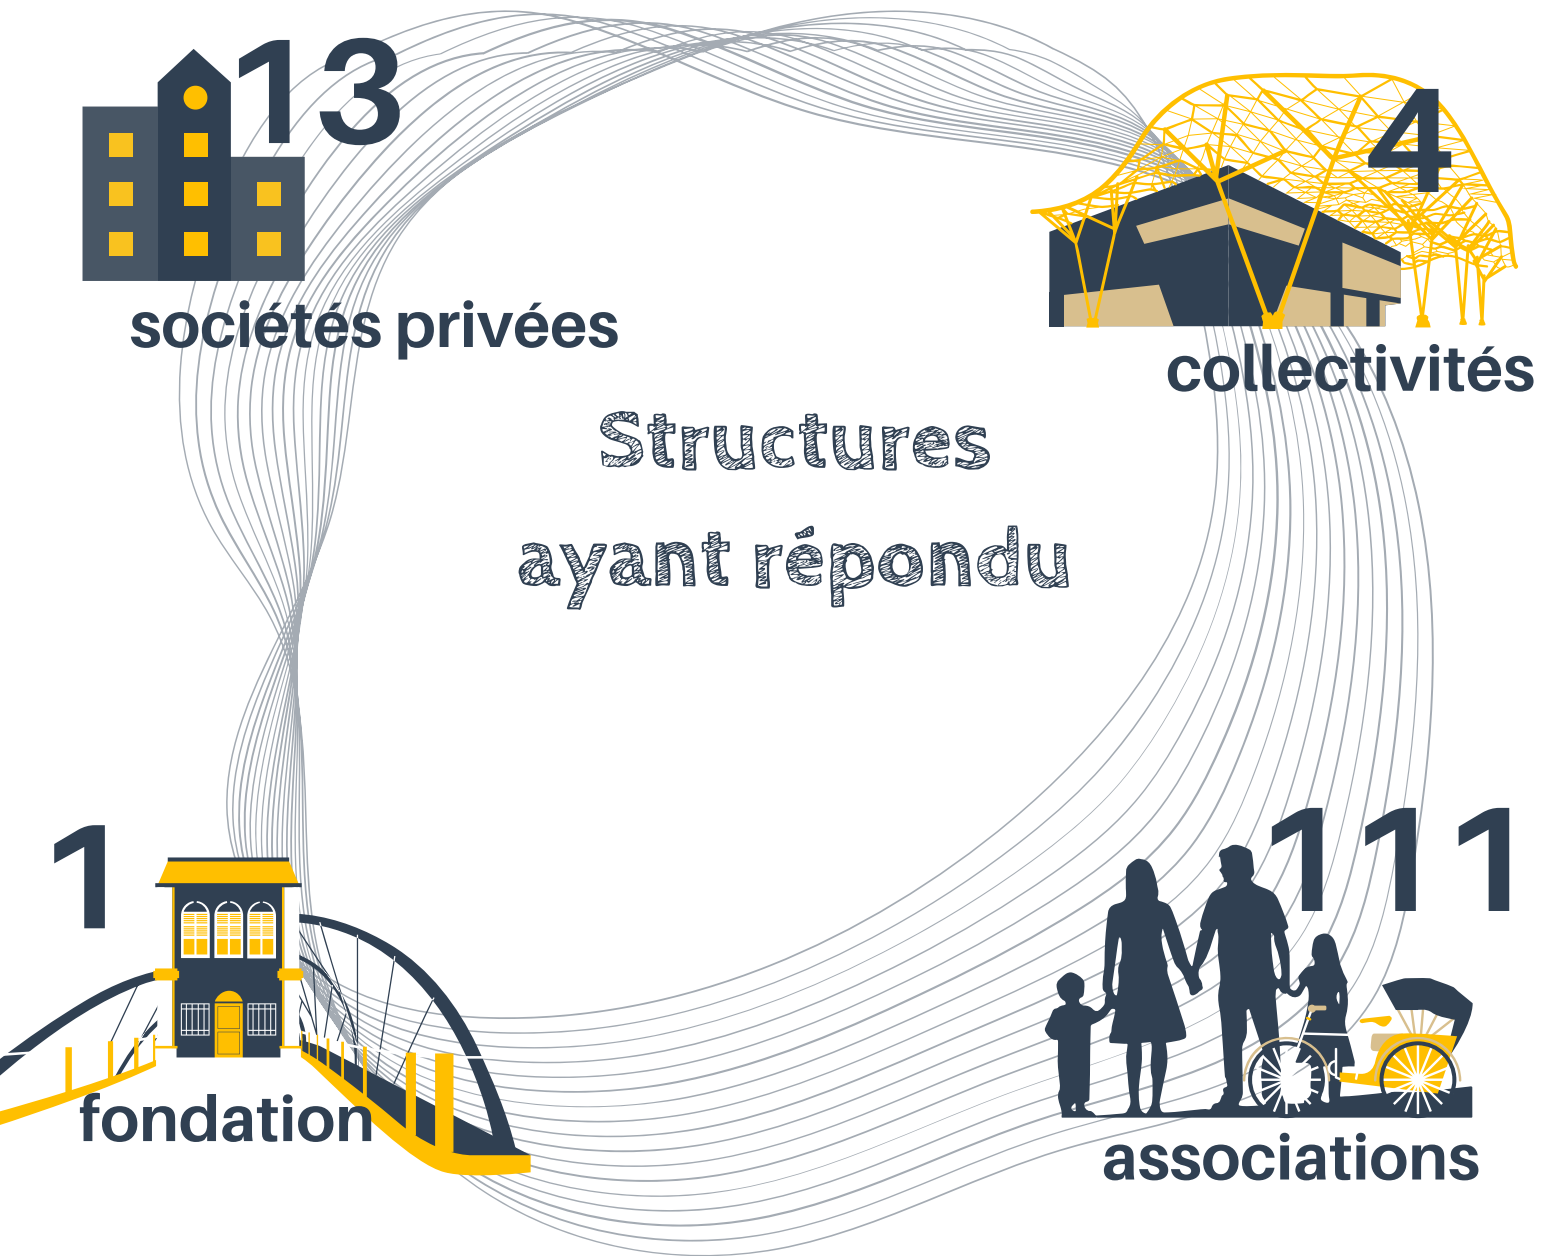 13
sociétés privées
4
collectivités
Structures
ayant répondu
1
fondation
111
associations